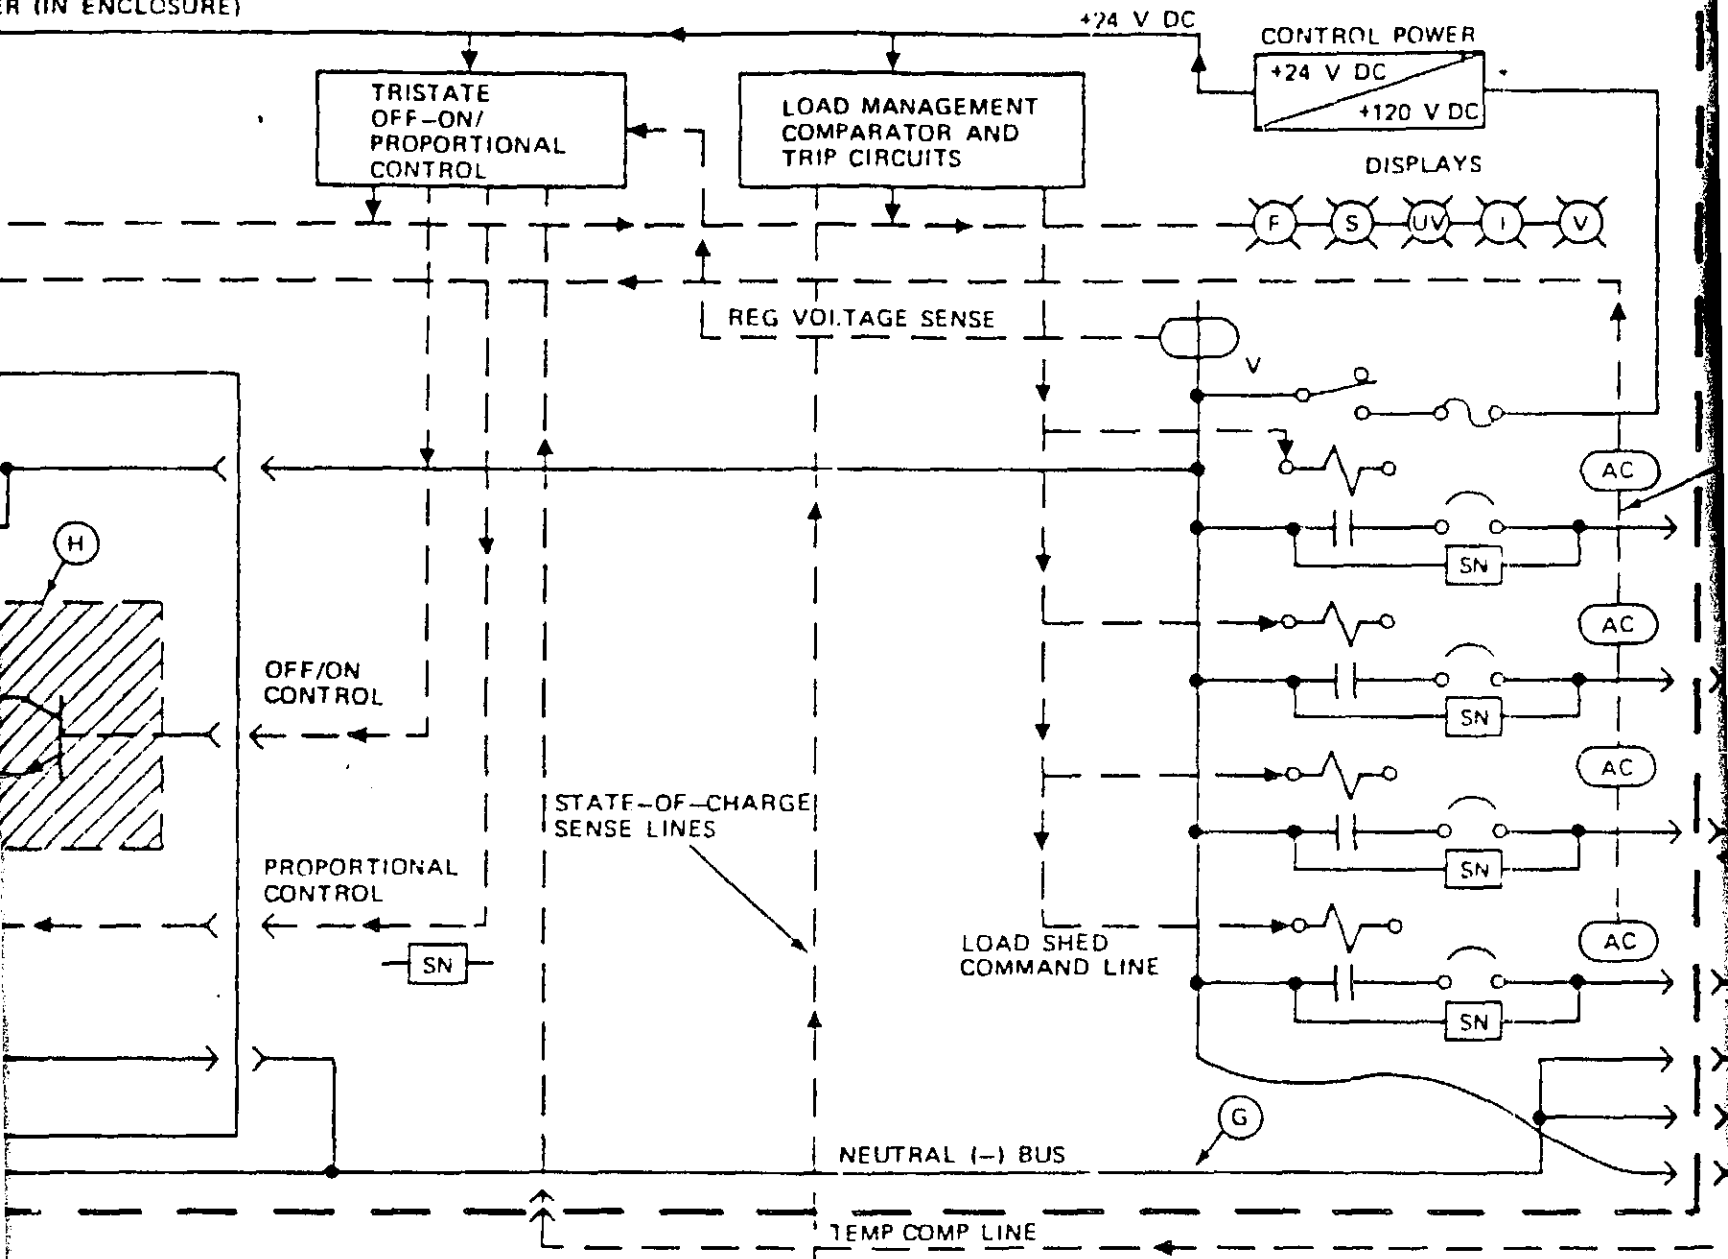 ER (IN ENCLOSURE)
+24 V DC
CONTROL POWER
+24 V DC
+120 V DC
TRISTATE
OFF-ON/
PROPORTIONAL
CONTROL
LOAD MANAGEMENT
COMPARATOR AND
TRIP CIRCUITS
DISPLAYS
F S UV I V
REG VOLTAGE SENSE
V
AC
H
SN
AC
OFF/ON
CONTROL
SN
AC
STATE-OF-CHARGE
SENSE LINES
PROPORTIONAL
CONTROL
SN
AC
LOAD SHED
COMMAND LINE
SN
SN
G
NEUTRAL (-) BUS
TEMP COMP LINE